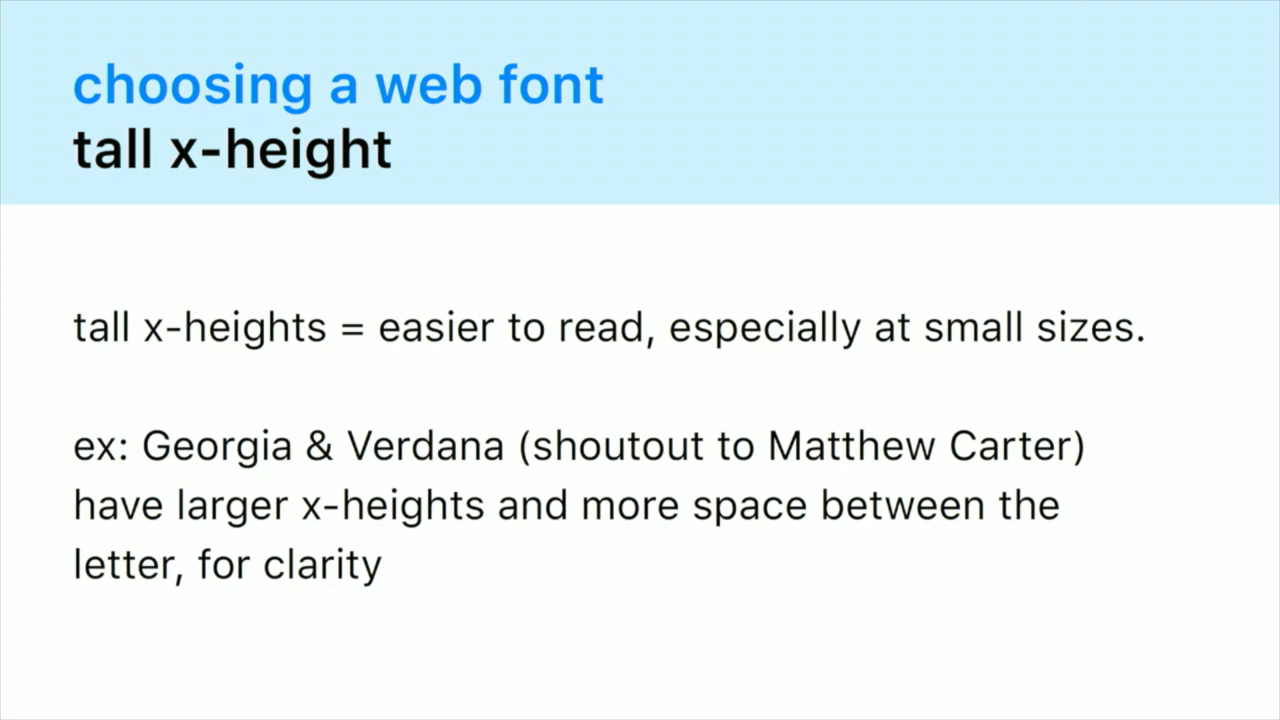 choosing a web font
tall x-height
tall x-heights = easier to read, especially at small sizes.
ex: Georgia & Verdana (shoutout to Matthew Carter)
have larger x-heights and more space between the
letter, for clarity